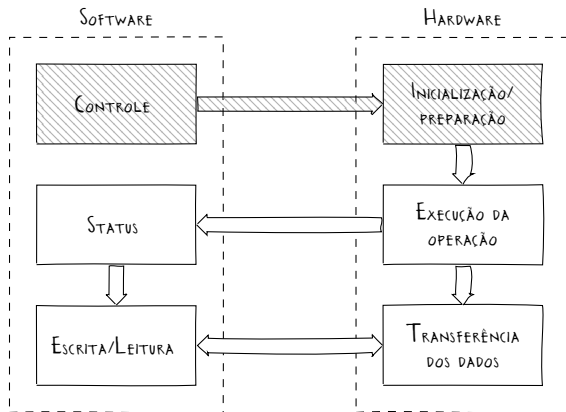 Software
Hardware
Controle
Inicialização/
preparação
Status
Execução da
operação
Escrita/Leitura
Transferência
dos dados